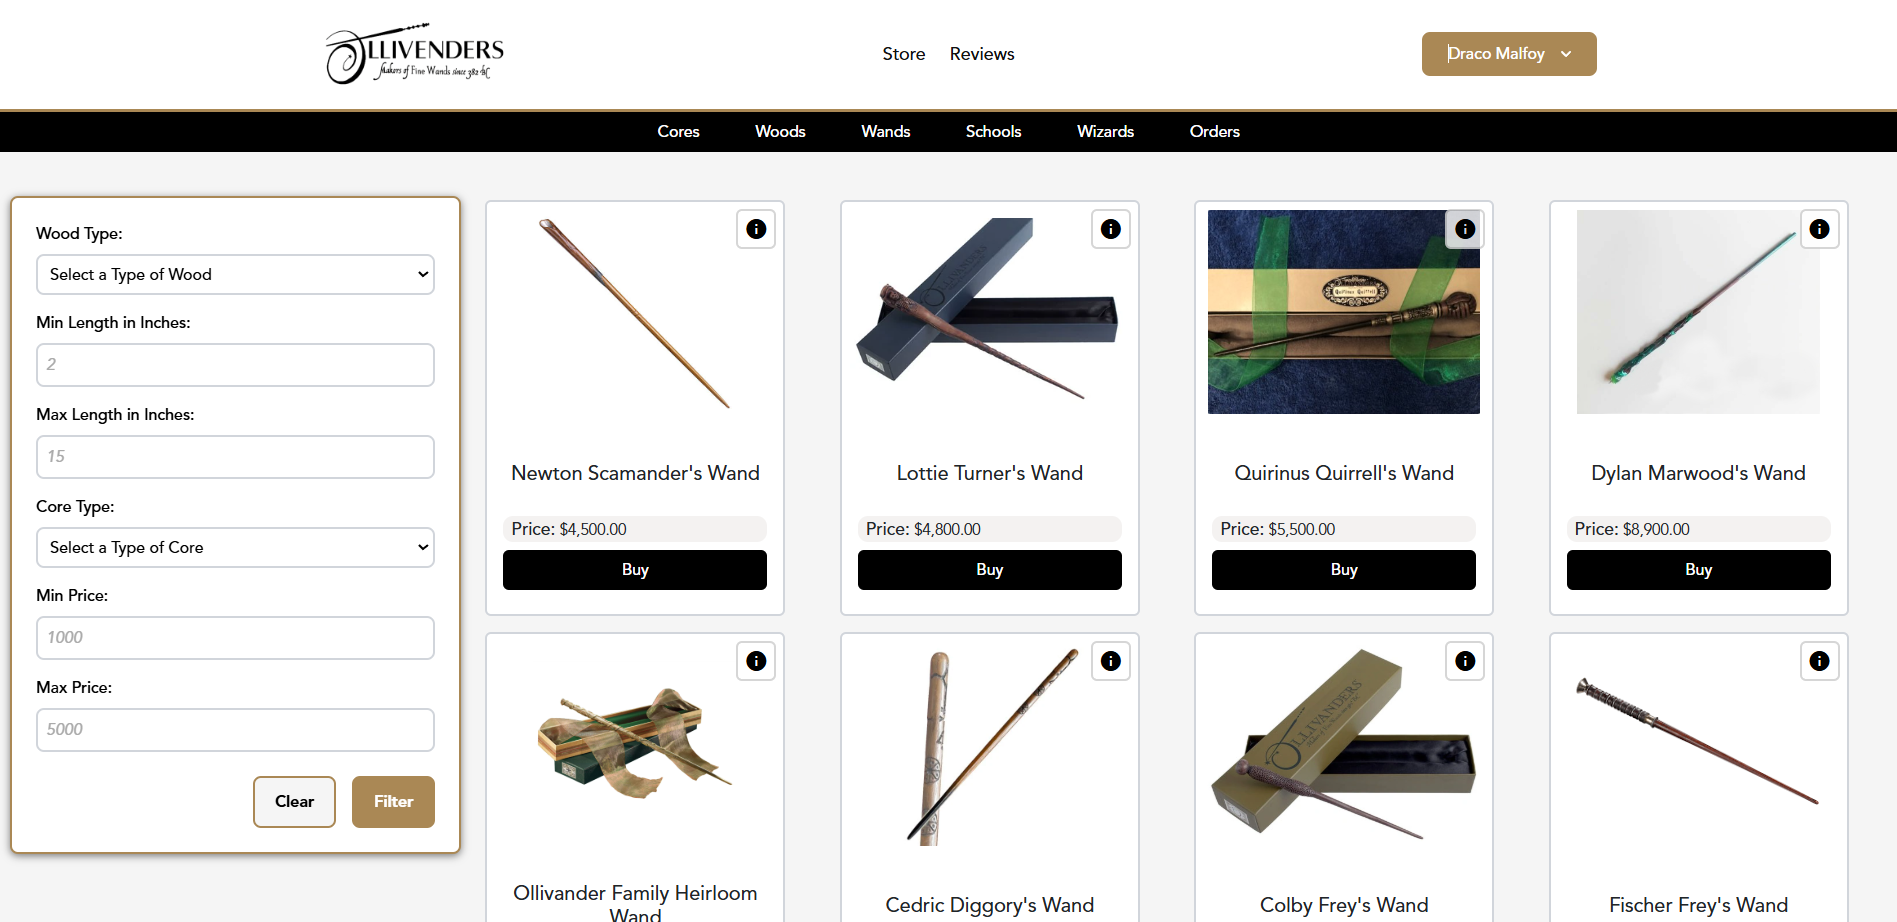 OLLIVENDERS
Makers of Fine Wands since 382 BC
Store
Reviews
Draco Malfoy
Cores
Woods
Wands
Schools
Wizards
Orders
Wood Type:
Select a Type of Wood
Min Length in Inches:
2
Max Length in Inches:
15
Core Type:
Select a Type of Core
Min Price:
1000
Max Price:
5000
Clear
Filter
Newton Scamander's Wand
Price: $4,500.00
Buy
Lottie Turner's Wand
Price: $4,800.00
Buy
OLLIVANDERS
Quirinus Quirrell
Quirinus Quirrell's Wand
Price: $5,500.00
Buy
Dylan Marwood's Wand
Price: $8,900.00
Buy
Ollivander Family Heirloom
Wand
Cedric Diggory's Wand
OLLIVANDERS
Colby Frey's Wand
Fischer Frey's Wand